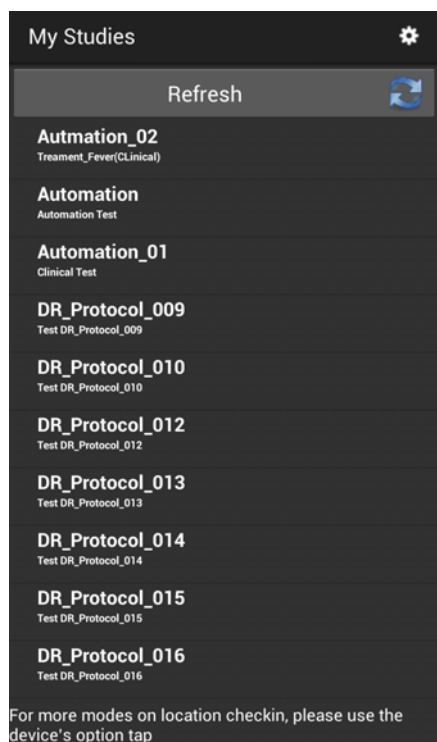 My Studies
Refresh
Autmation_02
Treament_Fever(CLinical)
Automation
Automation Test
Automation_01
Clinical Test
DR_Protocol_009
Test DR_Protocol_009
DR_Protocol_010
Test DR_Protocol_010
DR_Protocol_012
Test DR_Protocol_012
DR_Protocol_013
Test DR_Protocol_013
DR_Protocol_014
Test DR_Protocol_014
DR_Protocol_015
Test DR_Protocol_015
DR_Protocol_016
Test DR_Protocol_016
For more modes on location checkin, please use the
device's option tap